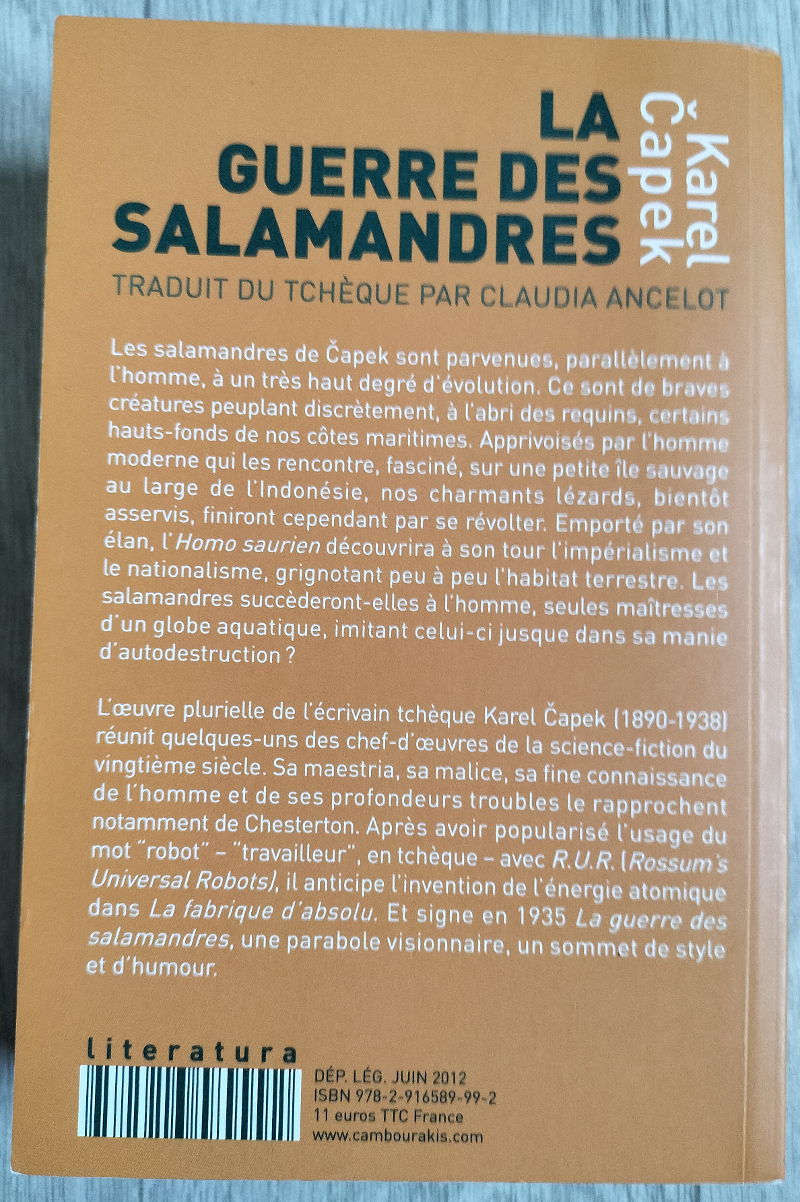 LA
GUERRE DES
SALAMANDRES
Karel
Čapek
TRADUIT DU TCHÈQUE PAR CLAUDIA ANCELOT
Les salamandres de Čapek sont parvenues, parallèlement à
l'homme, à un très haut degré d'évolution. Ce sont de braves
créatures peuplant discrètement, à l'abri des requins, certains
hauts-fonds de nos côtes maritimes. Apprivoisés par l'homme
moderne qui les rencontre, fasciné, sur une petite île sauvage
au large de l'Indonésie, nos charmants lézards, bientôt
asservis, finiront cependant par se révolter. Emporté par son
élan, l'Homo saurien découvrira à son tour l'impérialisme et
le nationalisme, grignotant peu à peu l'habitat terrestre. Les
salamandres succèderont-elles à l'homme, seules maîtresses
d'un globe aquatique, imitant celui-ci jusque dans sa manie
d'autodestruction ?
L'œuvre plurielle de l'écrivain tchèque Karel Čapek (1890-1938)
réunit quelques-uns des chef-d'œuvres de la science-fiction du
vingtième siècle. Sa maestria, sa malice, sa fine connaissance
de l'homme et de ses profondeurs troubles le rapprochent
notamment de Chesterton. Après avoir popularisé l'usage du
mot "robot" – "travailleur", en tchèque – avec R.U.R. (Rossum's
Universal Robots), il anticipe l'invention de l'énergie atomique
dans La fabrique d'absolu. Et signe en 1935 La guerre des
salamandres, une parabole visionnaire, un sommet de style
et d'humour.
literatura
DÉP. LÉG. JUIN 2012
ISBN 978-2-916589-99-2
11 euros TTC France
www.cambourakis.com